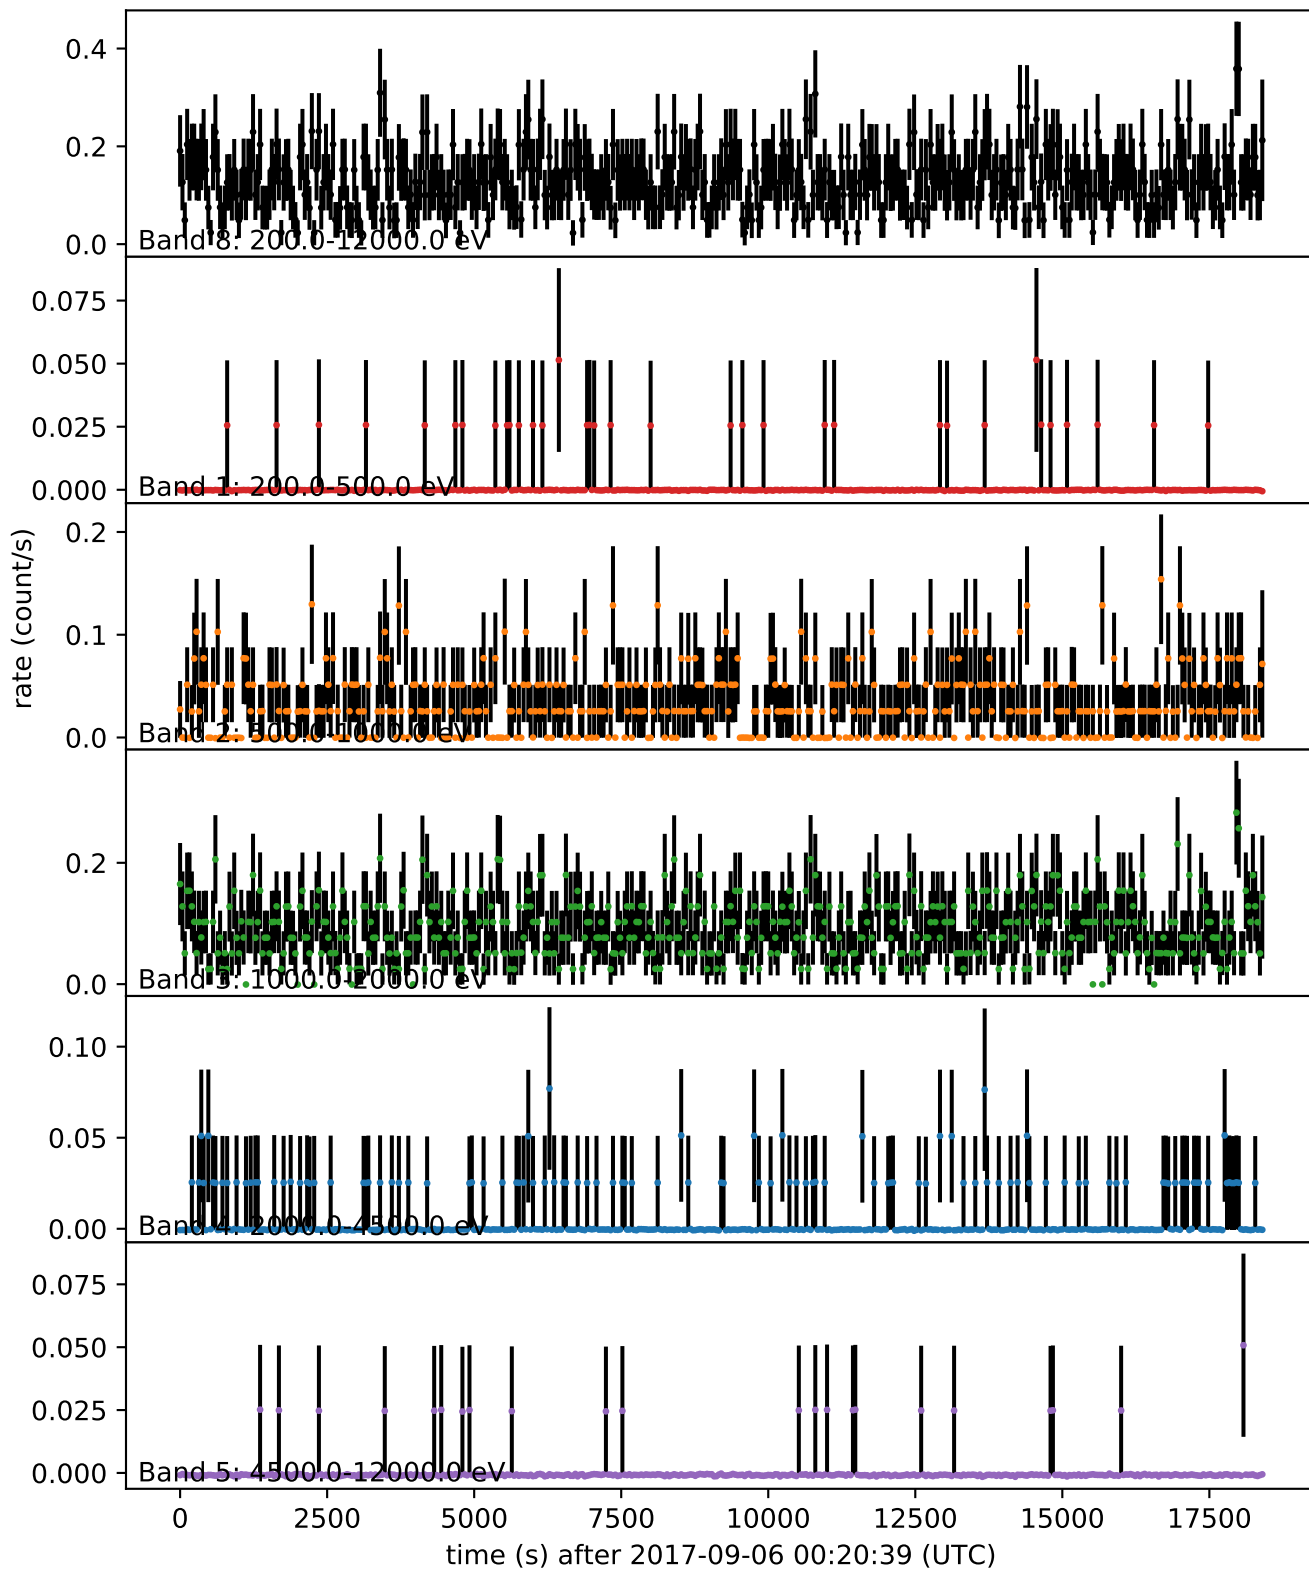 0.4
0.2
0.0
Band 8: 200.0-12000.0 eV
0.075
0.050
0.025
0.000
Band 1: 200.0-500.0 eV
rate (count/s)
0.2
0.1
0.0
Band 2: 500.0-1000.0 eV
0.2
0.0
Band 3: 1000.0-2000.0 eV
0.10
0.05
0.00
Band 4: 2000.0-4500.0 eV
0.075
0.050
0.025
0.000
Band 5: 4500.0-12000.0 eV
0 2500 5000 7500 10000 12500 15000 17500
time (s) after 2017-09-06 00:20:39 (UTC)